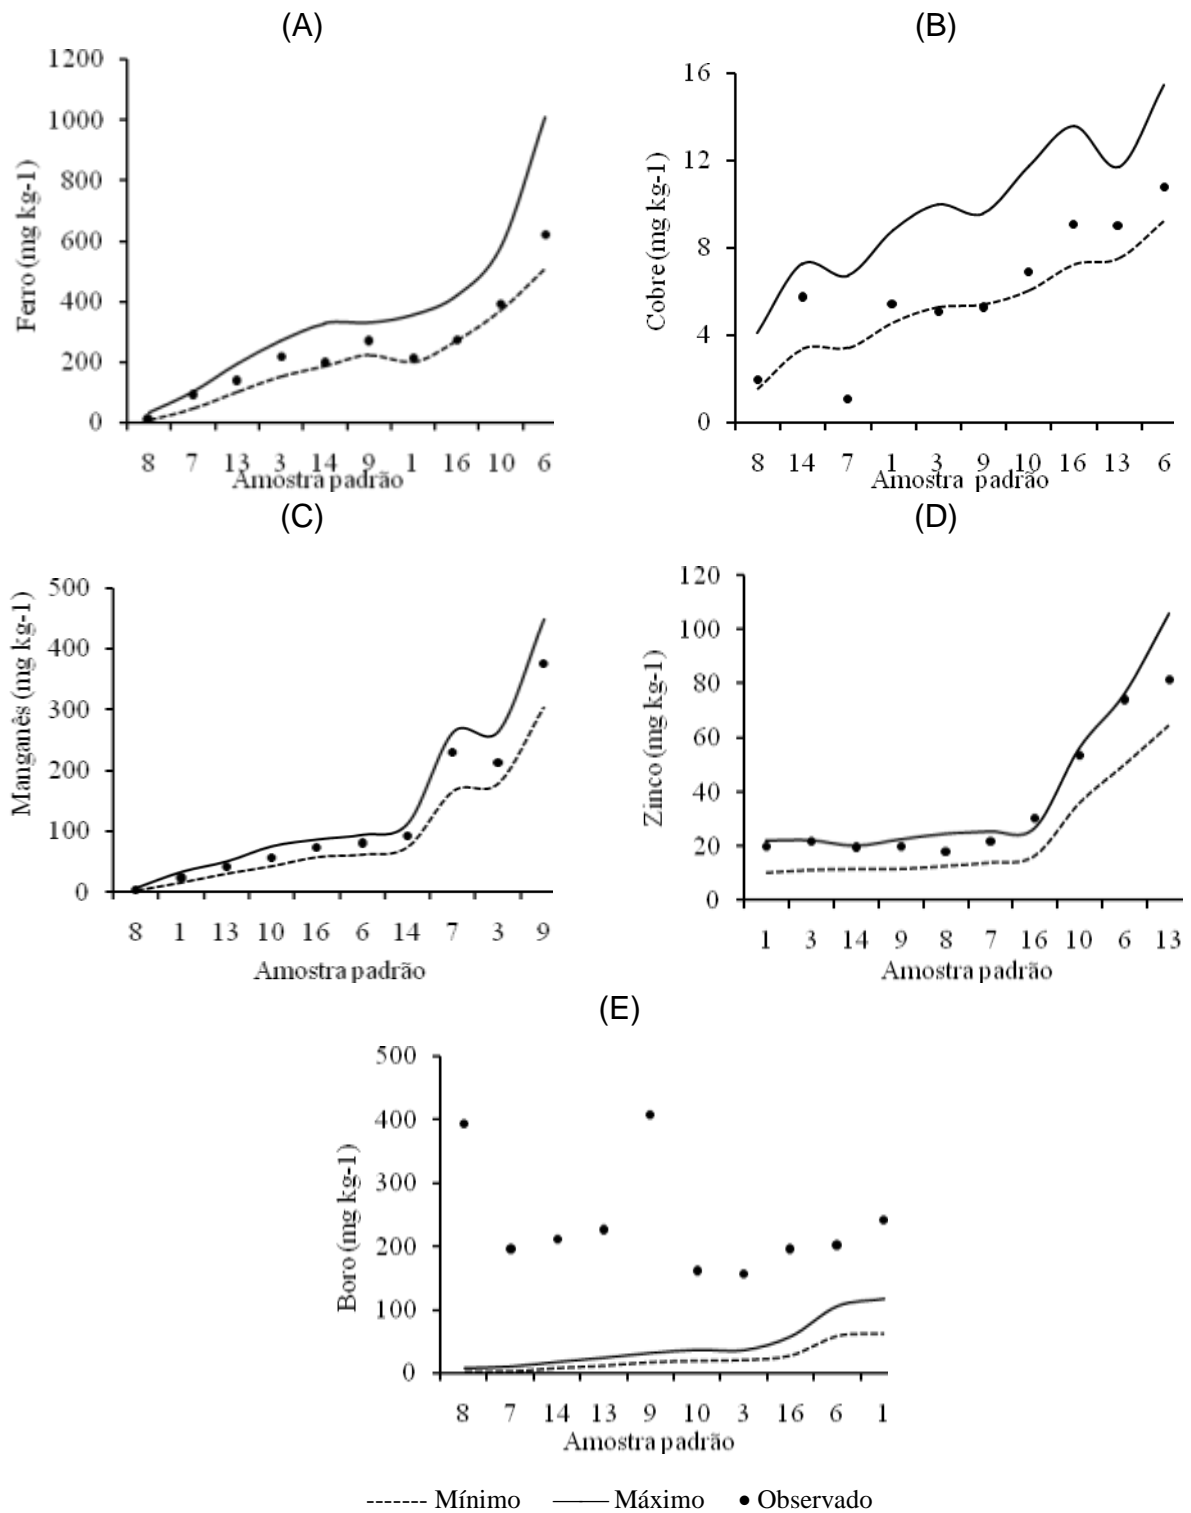 (A)
1200
1000
800
600
400
200
0
Ferro (mg kg-1)
8 7 13 3 14 9 1 16 10 6
Amostra padrão
(B)
16
12
8
4
0
Cobre (mg kg-1)
8 14 7 1 3 9 10 16 13 6
Amostra padrão
(C)
500
400
300
200
100
0
Manganês (mg kg-1)
8 1 13 10 16 6 14 7 3 9
Amostra padrão
(D)
120
100
80
60
40
20
0
Zinco (mg kg-1)
1 3 14 9 8 7 16 10 6 13
Amostra padrão
(E)
500
400
300
200
100
0
Boro (mg kg-1)
8 7 14 13 9 10 3 16 6 1
Amostra padrão
Mínimo Máximo Observado